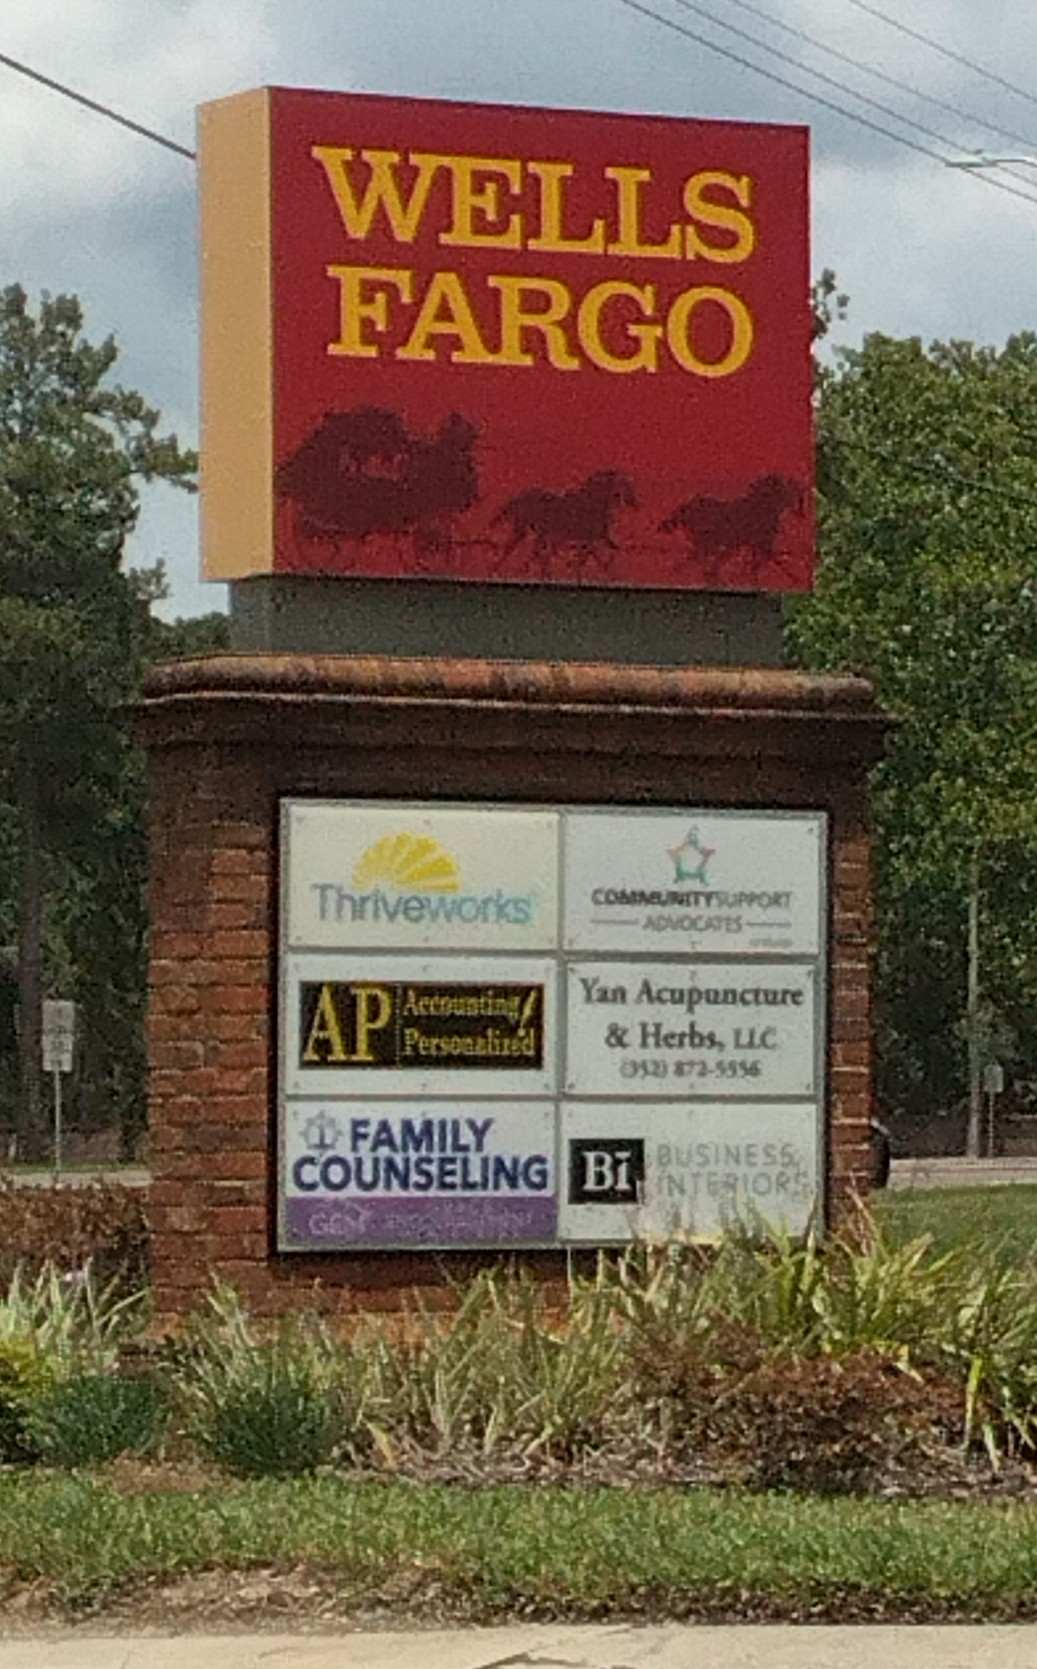 WELLS
FARGO
Thriveworks
COMMUNITYSUPPORT
ADVOCATES
AP Accounting
Personalized
Yan Acupuncture
& Herbs, LLC
(352) 872-5556
FAMILY
COUNSELING
Bi BUSINESS
INTERIORS